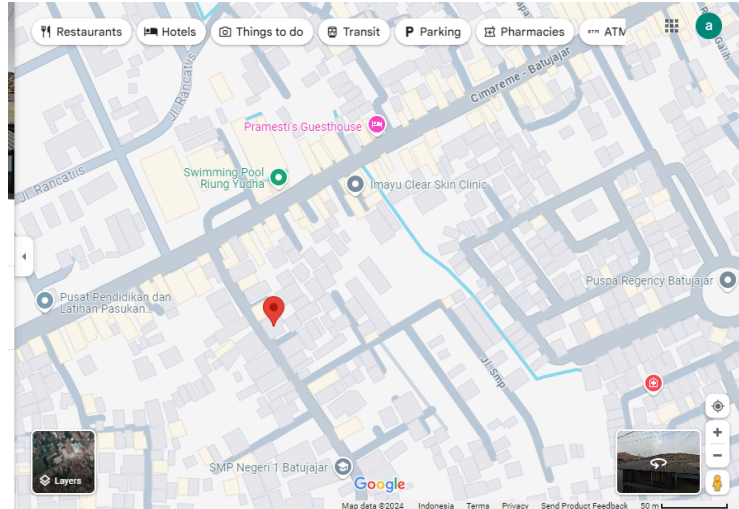 Restaurants
Hotels
Things to do
Transit
Parking
Pharmacies
ATM
a
Cimareme - Batujajar
Jl. Rancatus
Pramesti's Guesthouse
Swimming Pool
Riung Yudha
Imayu Clear Skin Clinic
Jl. Rancatus
Puspa Regency Batujajar
Pusat Pendidikan dan
Latihan Pasukan...
Jl. Smp
SMP Negeri 1 Batujajar
Layers
Google
Map data ©2024 Indonesia Terms Privacy Send Product Feedback 50 m